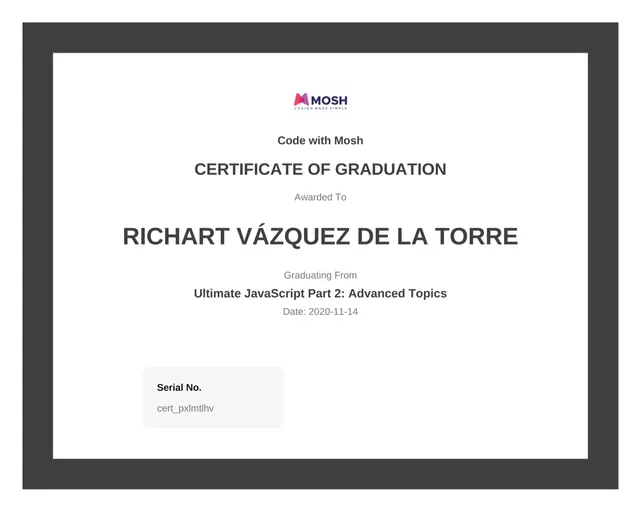 MOSH
CODING MADE SIMPLE
Code with Mosh
CERTIFICATE OF GRADUATION
Awarded To
RICHART VÁZQUEZ DE LA TORRE
Graduating From
Ultimate JavaScript Part 2: Advanced Topics
Date: 2020-11-14
Serial No.
cert_pxlmtlhv